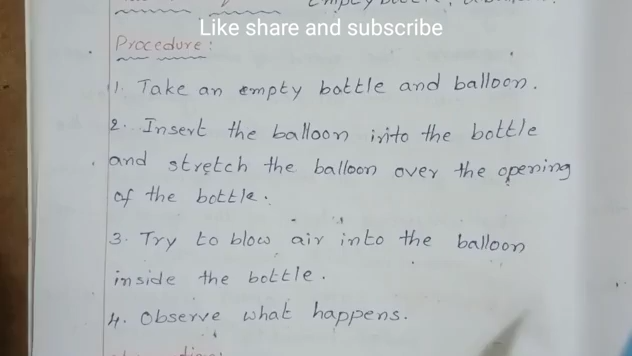 Like share and subscribe
Procedure:
1. Take an empty bottle and balloon.
2. Insert the balloon into the bottle
and stretch the balloon over the opening
of the bottle.
3. Try to blow air into the balloon
inside the bottle.
4. Observe what happens.